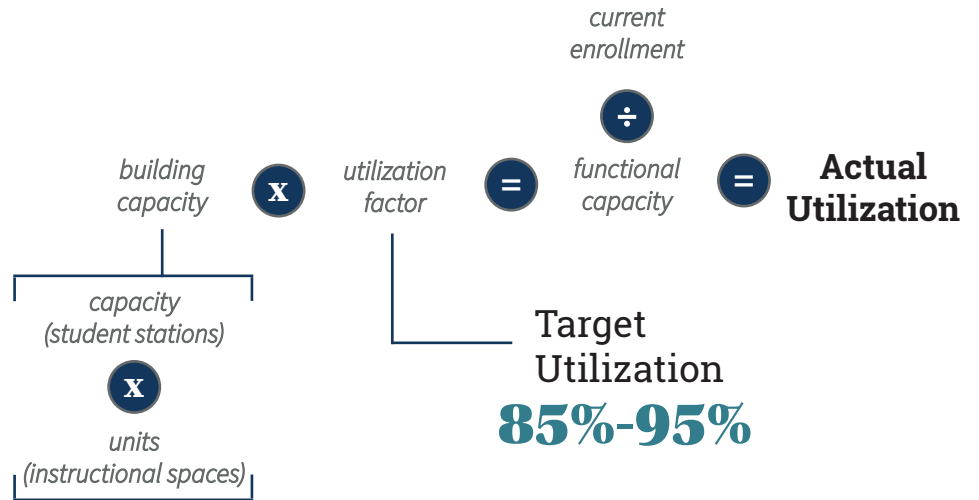 current
enrollment
÷
building
capacity
x
utilization
factor
=
functional
capacity
=
Actual
Utilization
capacity
(student stations)
x
units
(instructional spaces)
Target
Utilization
85%-95%